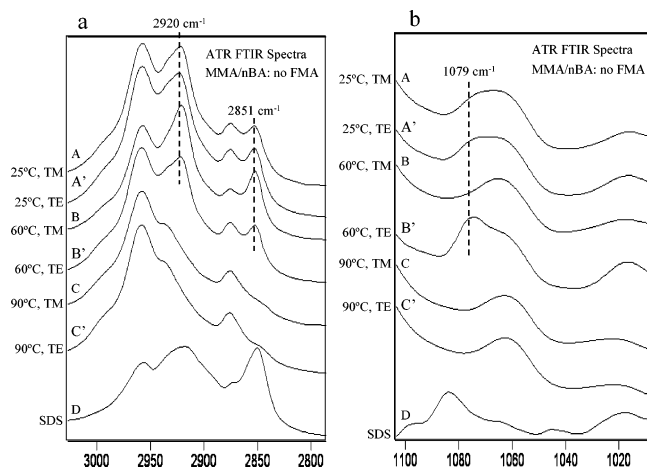 a
2920 cm⁻¹
ATR FTIR Spectra
MMA/nBA: no FMA
2851 cm⁻¹
A
25ºC, TM
A’
25ºC, TE
B
60ºC, TM
B’
60ºC, TE
C
90ºC, TM
C’
90ºC, TE
D
SDS
3000 2950 2900 2850 2800
b
ATR FTIR Spectra
MMA/nBA: no FMA
1079 cm⁻¹
25ºC, TM A
25ºC, TE A’
60ºC, TM B
60ºC, TE B’
90ºC, TM C
90ºC, TE C’
D
SDS
1100 1080 1060 1040 1020